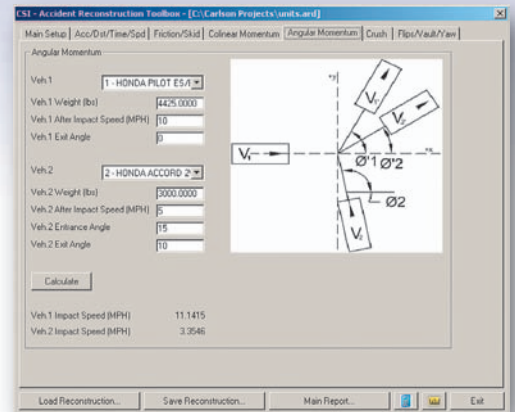 CSI - Accident Reconstruction Toolbox - [C:\Carlson Projects\units.ard]
Main Setup Acc/Dst/Time/Spd Friction/Skid Colinear Momentum Angular Momentum Crush Flips/Vault/Yaw
Angular Momentum
Veh.1 1 - HONDA PILOT ES/
Veh.1 Weight (lbs) 4425.0000
Veh.1 After Impact Speed (MPH) 10
Veh.1 Exit Angle 0
Veh.2 2 - HONDA ACCORD 2
Veh.2 Weight (lbs) 3000.0000
Veh.2 After Impact Speed (MPH) 5
Veh.2 Entrance Angle 15
Veh.2 Exit Angle 10
Calculate
Veh.1 Impact Speed (MPH) 11.1415
Veh.2 Impact Speed (MPH) 3.3546
+y
V₁'
V₂'
V₁
+x
Ø'1 Ø'2
Ø2
V₂
Load Reconstruction... Save Reconstruction... Main Report... Exit